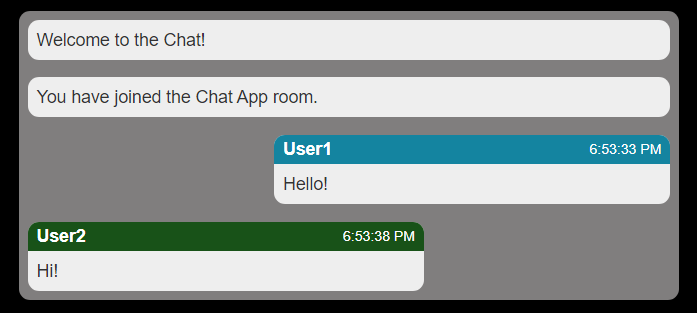 Welcome to the Chat!
You have joined the Chat App room.
User1 6:53:33 PM
Hello!
User2 6:53:38 PM
Hi!